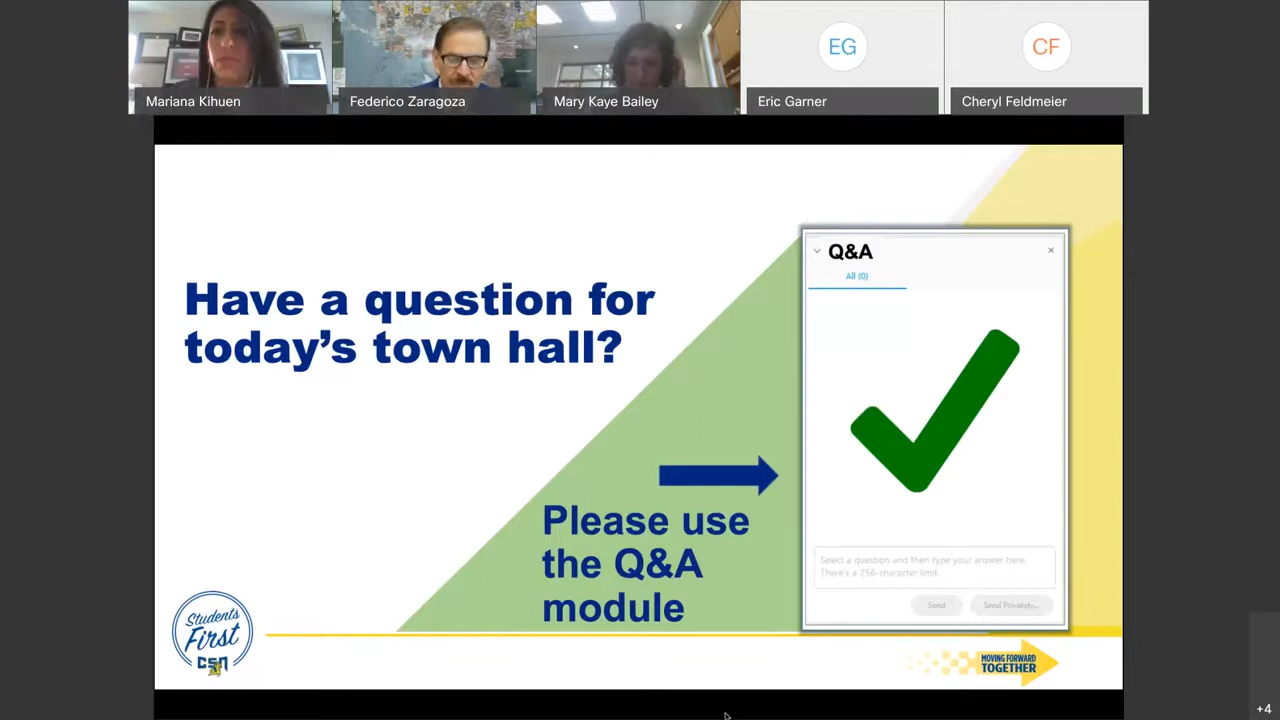 Mariana Kihuen
Federico Zaragoza
Mary Kaye Bailey
EG
Eric Garner
CF
Cheryl Feldmeier
Have a question for
today's town hall?
Please use
the Q&A
module
Q&A
×
All (0)
Select a question and then type your answer here,
There's a 256-character limit.
Send
Send Privately...
Students
First
CSN
MOVING FORWARD
TOGETHER
+4